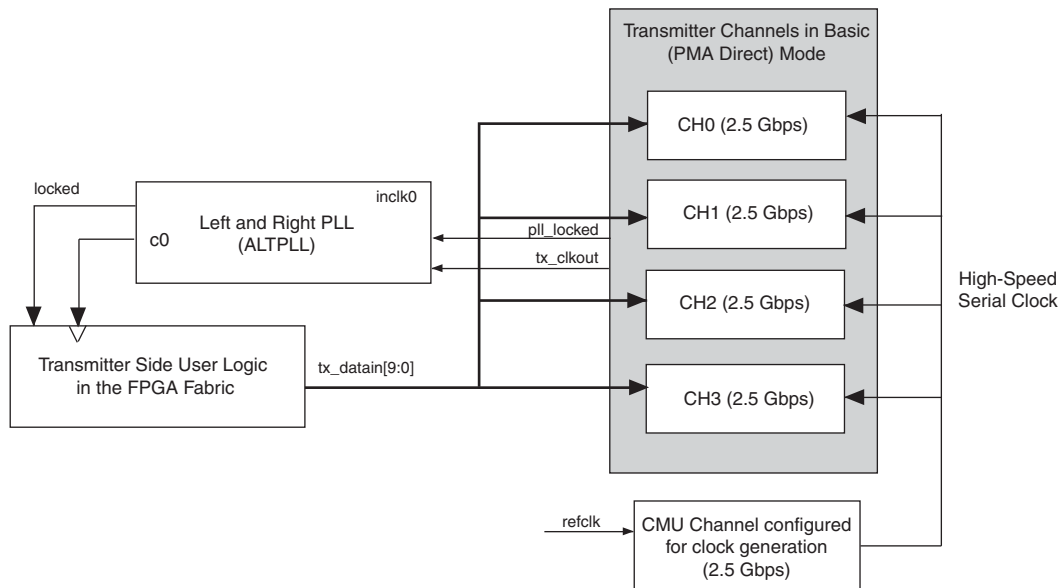 Transmitter Channels in Basic
(PMA Direct) Mode
CH0 (2.5 Gbps)
locked
inclk0
Left and Right PLL
(ALTPLL)
c0
CH1 (2.5 Gbps)
pll_locked
tx_clkout
CH2 (2.5 Gbps)
High-Speed
Serial Clock
Transmitter Side User Logic
in the FPGA Fabric
tx_datain[9:0]
CH3 (2.5 Gbps)
refclk
CMU Channel configured
for clock generation
(2.5 Gbps)